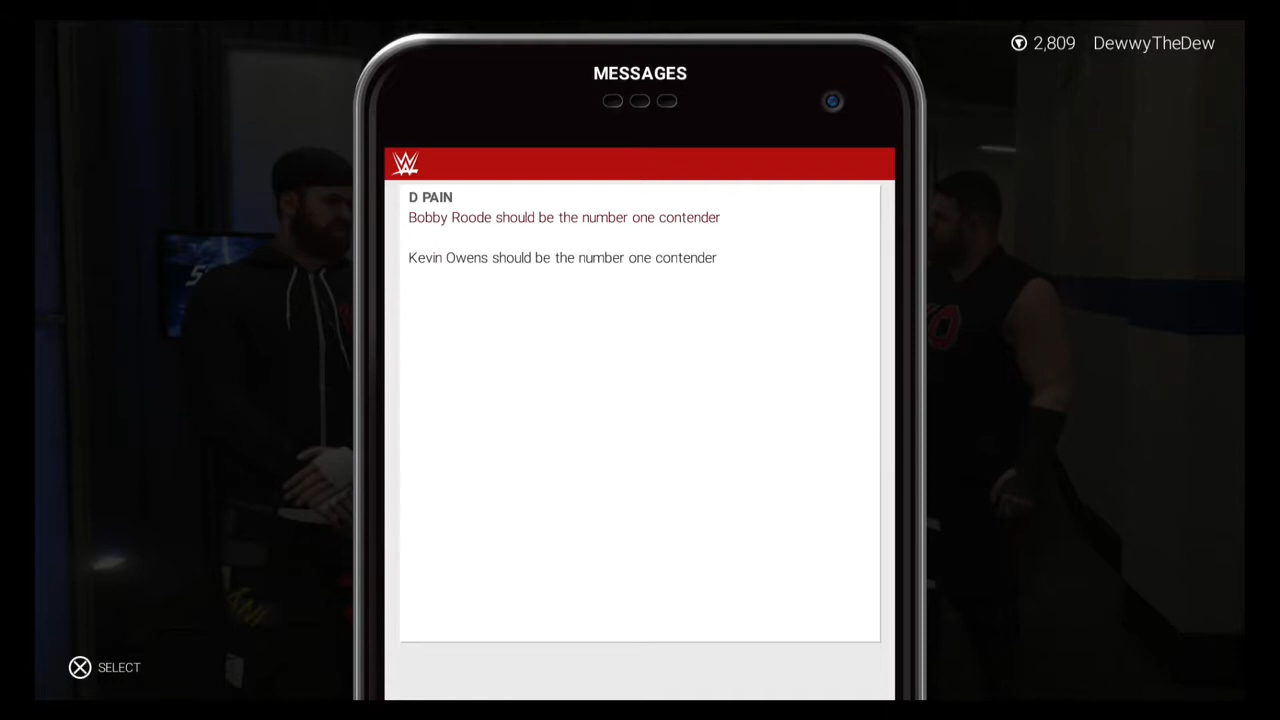 2,809 DewwyTheDew
MESSAGES
D PAIN
Bobby Roode should be the number one contender
Kevin Owens should be the number one contender
SELECT